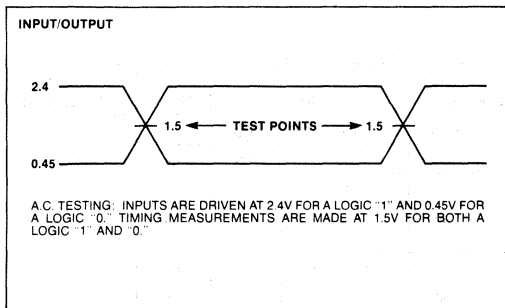 INPUT/OUTPUT
2.4
1.5 TEST POINTS 1.5
0.45
A.C. TESTING: INPUTS ARE DRIVEN AT 2.4V FOR A LOGIC "1" AND 0.45V FOR
A LOGIC "0." TIMING MEASUREMENTS ARE MADE AT 1.5V FOR BOTH A
LOGIC "1" AND "0."